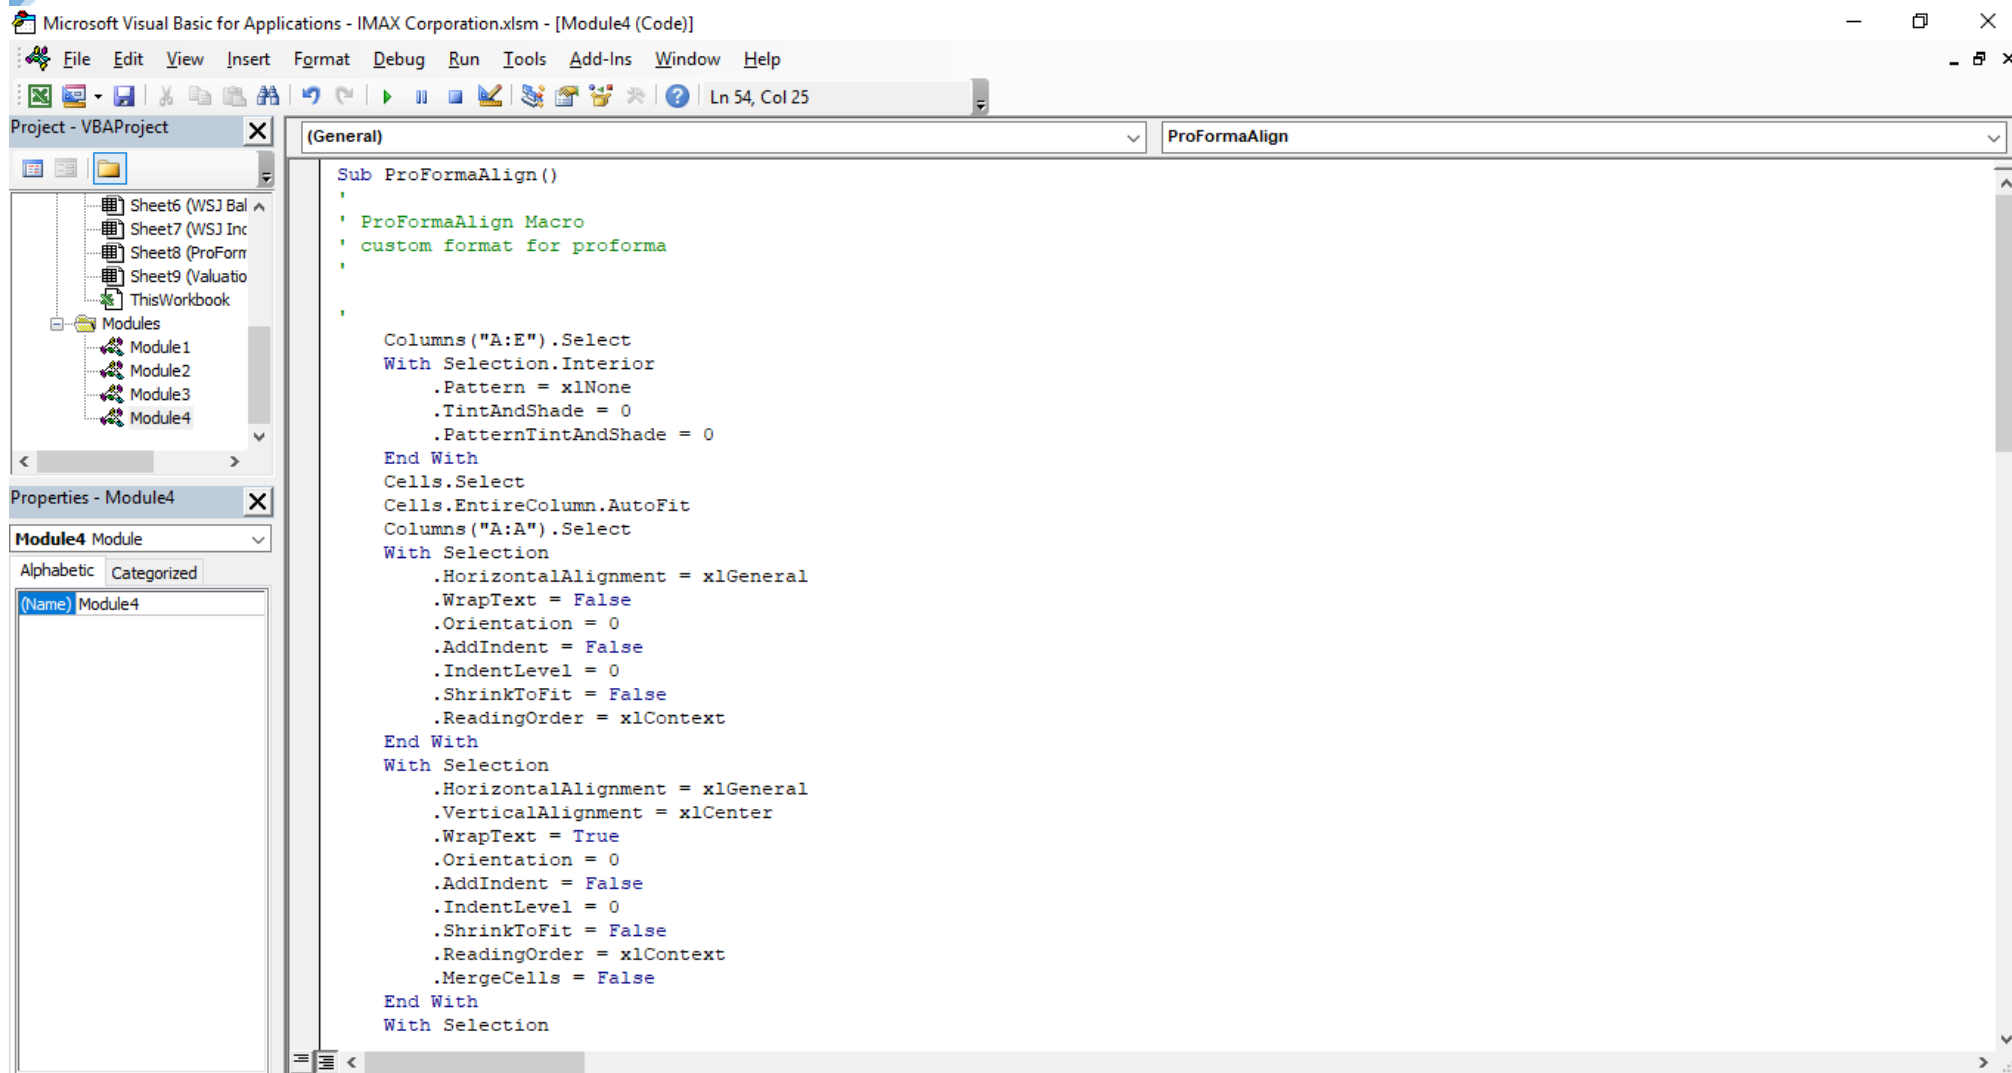 Microsoft Visual Basic for Applications - IMAX Corporation.xlsm - [Module4 (Code)]
File Edit View Insert Format Debug Run Tools Add-Ins Window Help
Ln 54, Col 25
Project - VBAProject
Sheet6 (WSJ Bal
Sheet7 (WSJ Inc
Sheet8 (ProForm
Sheet9 (Valuatio
ThisWorkbook
Modules
Module1
Module2
Module3
Module4
Properties - Module4
Module4 Module
Alphabetic Categorized
(Name) Module4
(General) ProFormaAlign
Sub ProFormaAlign()
'
' ProFormaAlign Macro
' custom format for proforma
'
'
Columns("A:E").Select
With Selection.Interior
.Pattern = xlNone
.TintAndShade = 0
.PatternTintAndShade = 0
End With
Cells.Select
Cells.EntireColumn.AutoFit
Columns("A:A").Select
With Selection
.HorizontalAlignment = xlGeneral
.WrapText = False
.Orientation = 0
.AddIndent = False
.IndentLevel = 0
.ShrinkToFit = False
.ReadingOrder = xlContext
End With
With Selection
.HorizontalAlignment = xlGeneral
.VerticalAlignment = xlCenter
.WrapText = True
.Orientation = 0
.AddIndent = False
.IndentLevel = 0
.ShrinkToFit = False
.ReadingOrder = xlContext
.MergeCells = False
End With
With Selection